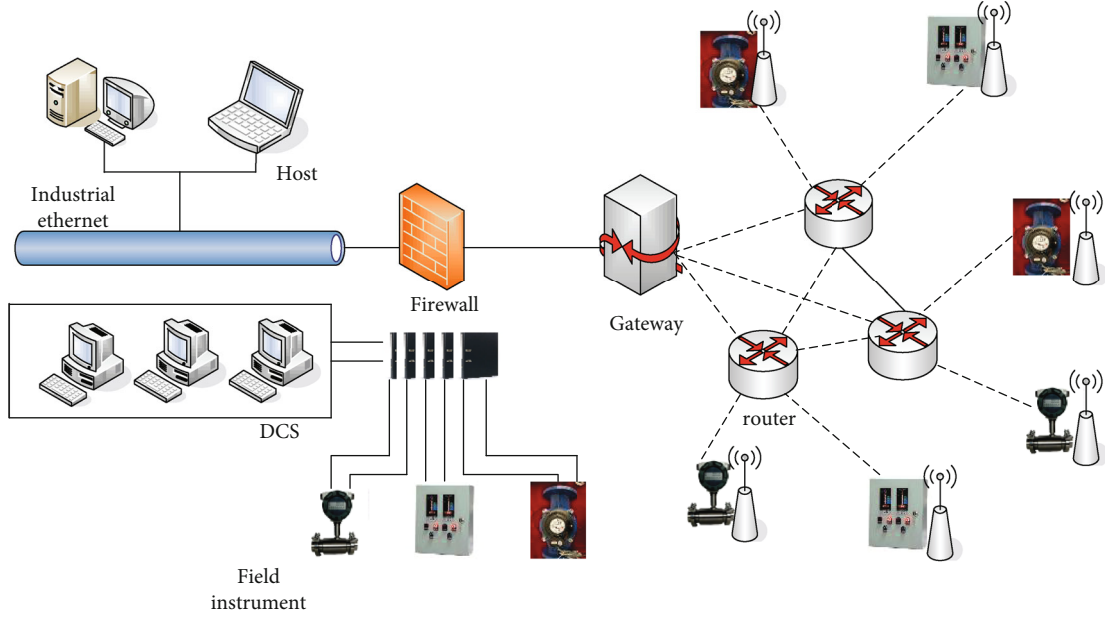 Host
Industrial
ethernet
Firewall
Gateway
DCS
router
Field
instrument